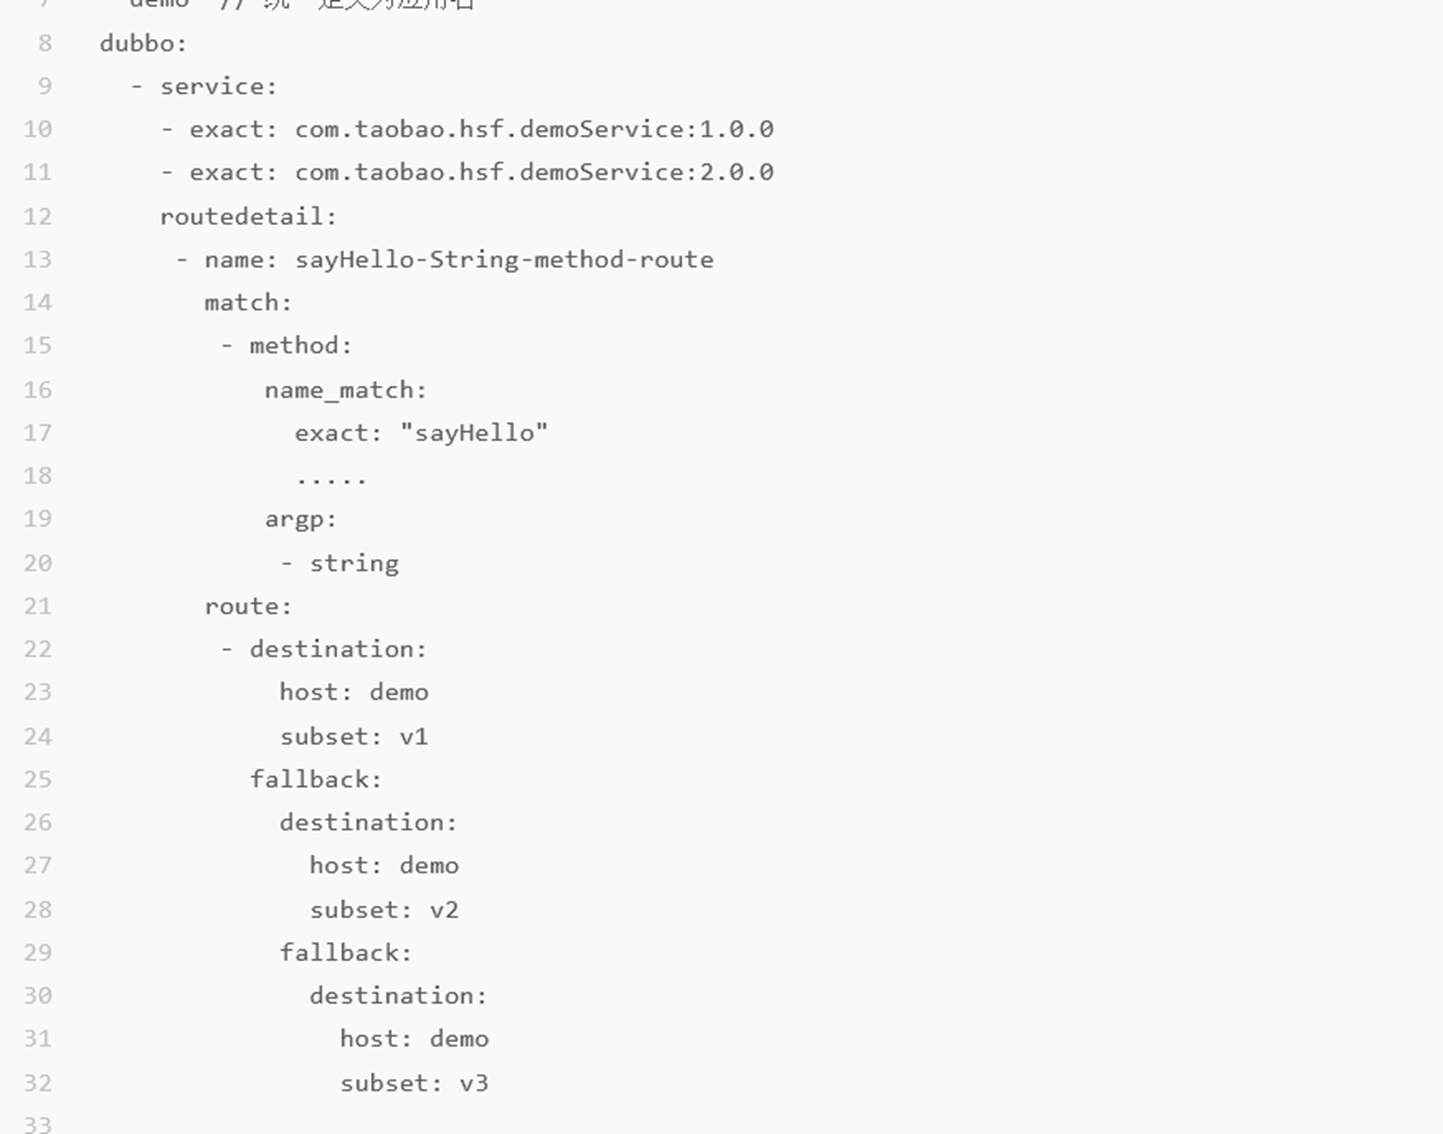 demo //
8 dubbo:
9 - service:
10 - exact: com.taobao.hsf.demoService:1.0.0
11 - exact: com.taobao.hsf.demoService:2.0.0
12 routedetail:
13 - name: sayHello-String-method-route
14 match:
15 - method:
16 name_match:
17 exact: "sayHello"
18 .....
19 argp:
20 - string
21 route:
22 - destination:
23 host: demo
24 subset: v1
25 fallback:
26 destination:
27 host: demo
28 subset: v2
29 fallback:
30 destination:
31 host: demo
32 subset: v3
33